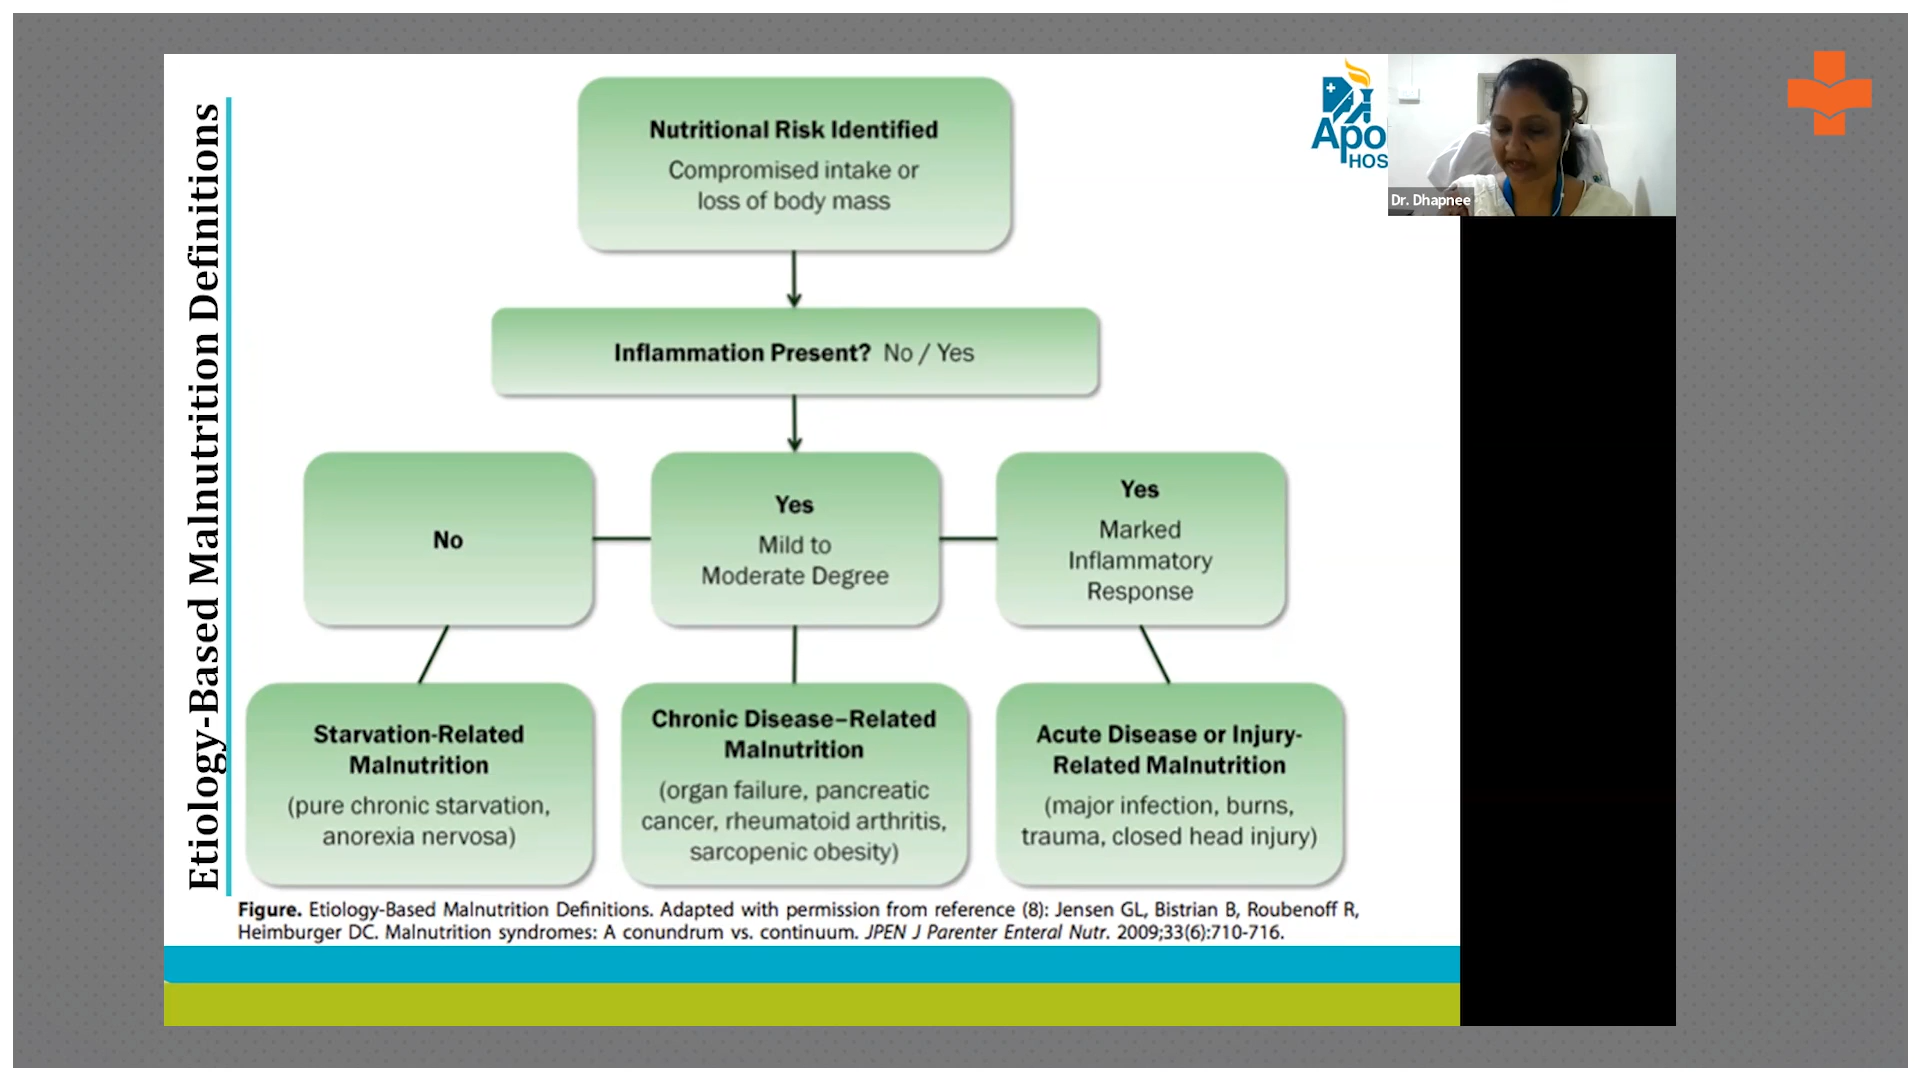 Etiology-Based Malnutrition Definitions
Nutritional Risk Identified
Compromised intake or
loss of body mass
Inflammation Present? No / Yes
No
Yes
Mild to
Moderate Degree
Yes
Marked
Inflammatory
Response
Starvation-Related
Malnutrition
(pure chronic starvation,
anorexia nervosa)
Chronic Disease–Related
Malnutrition
(organ failure, pancreatic
cancer, rheumatoid arthritis,
sarcopenic obesity)
Acute Disease or Injury-
Related Malnutrition
(major infection, burns,
trauma, closed head injury)
Figure. Etiology-Based Malnutrition Definitions. Adapted with permission from reference (8): Jensen GL, Bistrian B, Roubenoff R,
Heimburger DC. Malnutrition syndromes: A conundrum vs. continuum. JPEN J Parenter Enteral Nutr. 2009;33(6):710-716.
Apo
HOS
Dr. Dhapnee